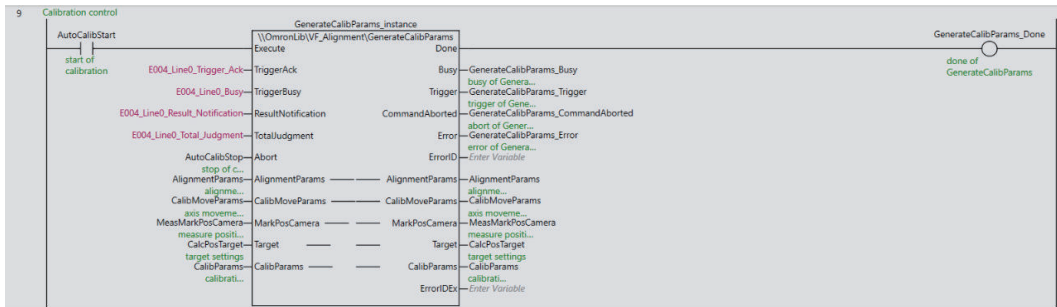 9 Calibration control
GenerateCalibParams_instance
AutoCalibStart \\OmronLib\VF_Alignment\GenerateCalibParams GenerateCalibParams_Done
Execute Done
start of calibration
done of GenerateCalibParams
E004_Line0_Trigger_Ack TriggerAck Busy GenerateCalibParams_Busy
busy of Genera...
E004_Line0_Busy TriggerBusy Trigger GenerateCalibParams_Trigger
trigger of Gene...
E004_Line0_Result_Notification ResultNotification CommandAborted GenerateCalibParams_CommandAborted
abort of Gener...
E004_Line0_Total_Judgment TotalJudgment Error GenerateCalibParams_Error
error of Genera...
AutoCalibStop Abort ErrorID Enter Variable
stop of c...
AlignmentParams AlignmentParams AlignmentParams AlignmentParams
alignme... alignme...
CalibMoveParams CalibMoveParams CalibMoveParams CalibMoveParams
axis moveme... axis moveme...
MeasMarkPosCamera MarkPosCamera MarkPosCamera MeasMarkPosCamera
measure positi... measure positi...
CalcPosTarget Target Target CalcPosTarget
target settings target settings
CalibParams CalibParams CalibParams CalibParams
calibrati... calibrati...
ErrorIDEx Enter Variable